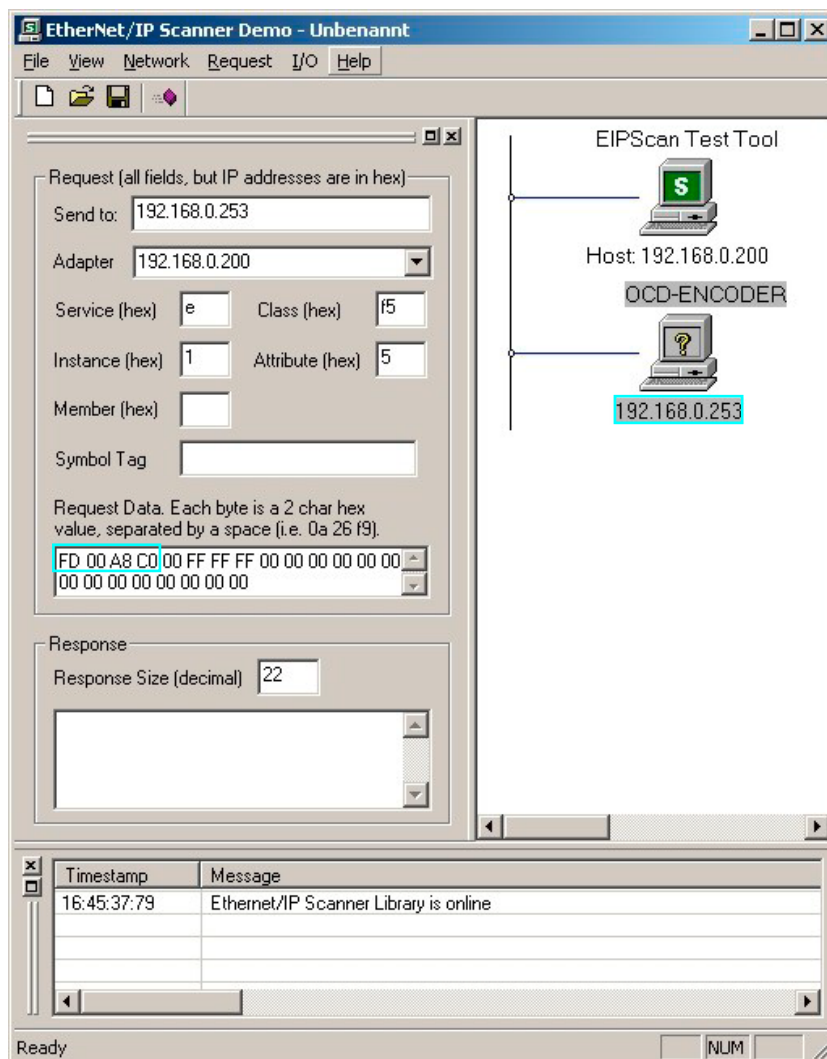 EtherNet/IP Scanner Demo - Unbenannt
File View Network Request I/O Help
Request (all fields, but IP addresses are in hex)
Send to: 192.168.0.253
Adapter 192.168.0.200
Service (hex) e Class (hex) f5
Instance (hex) 1 Attribute (hex) 5
Member (hex)
Symbol Tag
Request Data. Each byte is a 2 char hex
value, separated by a space (i.e. 0a 26 f9).
FD 00 A8 C0 00 FF FF FF 00 00 00 00 00 00
00 00 00 00 00 00 00 00
Response
Response Size (decimal) 22
EIPScan Test Tool
S
Host: 192.168.0.200
OCD-ENCODER
?
192.168.0.253
Timestamp Message
16:45:37:79 Ethernet/IP Scanner Library is online
Ready NUM